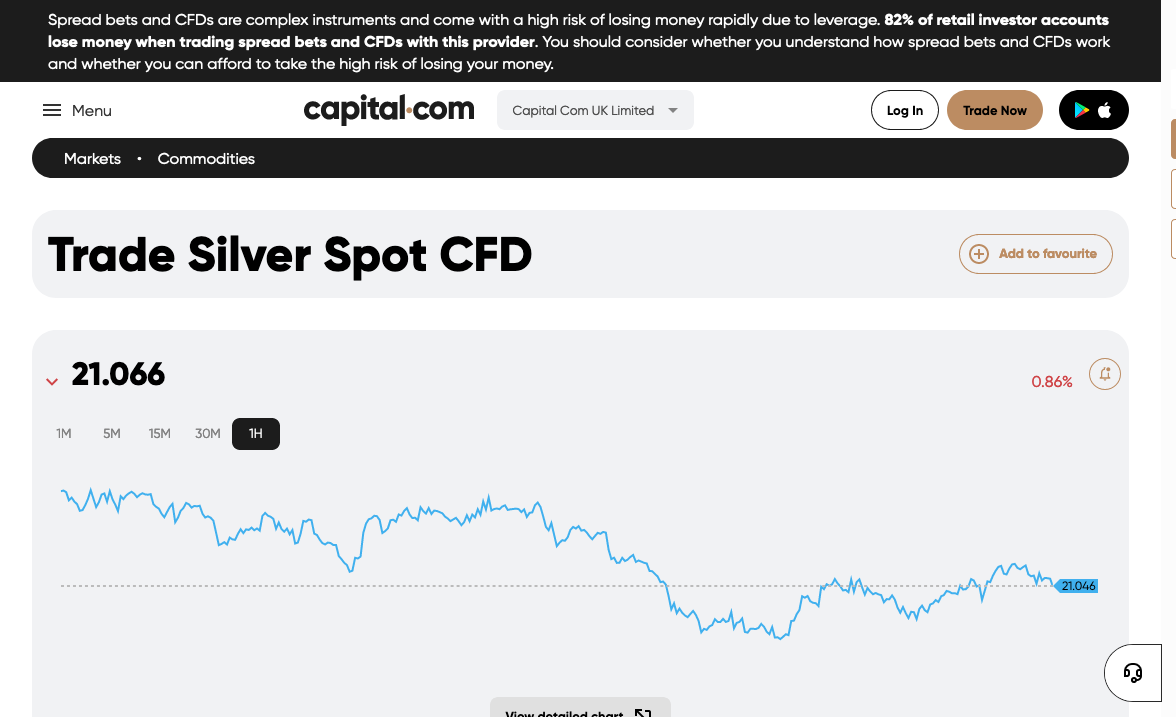 Spread bets and CFDs are complex instruments and come with a high risk of losing money rapidly due to leverage. 82% of retail investor accounts
lose money when trading spread bets and CFDs with this provider. You should consider whether you understand how spread bets and CFDs work
and whether you can afford to take the high risk of losing your money.
Menu
capital.com
Capital Com UK Limited
Log In
Trade Now
Markets • Commodities
Trade Silver Spot CFD
Add to favourite
21.066
0.86%
1M 5M 15M 30M 1H
21.046
View detailed chart